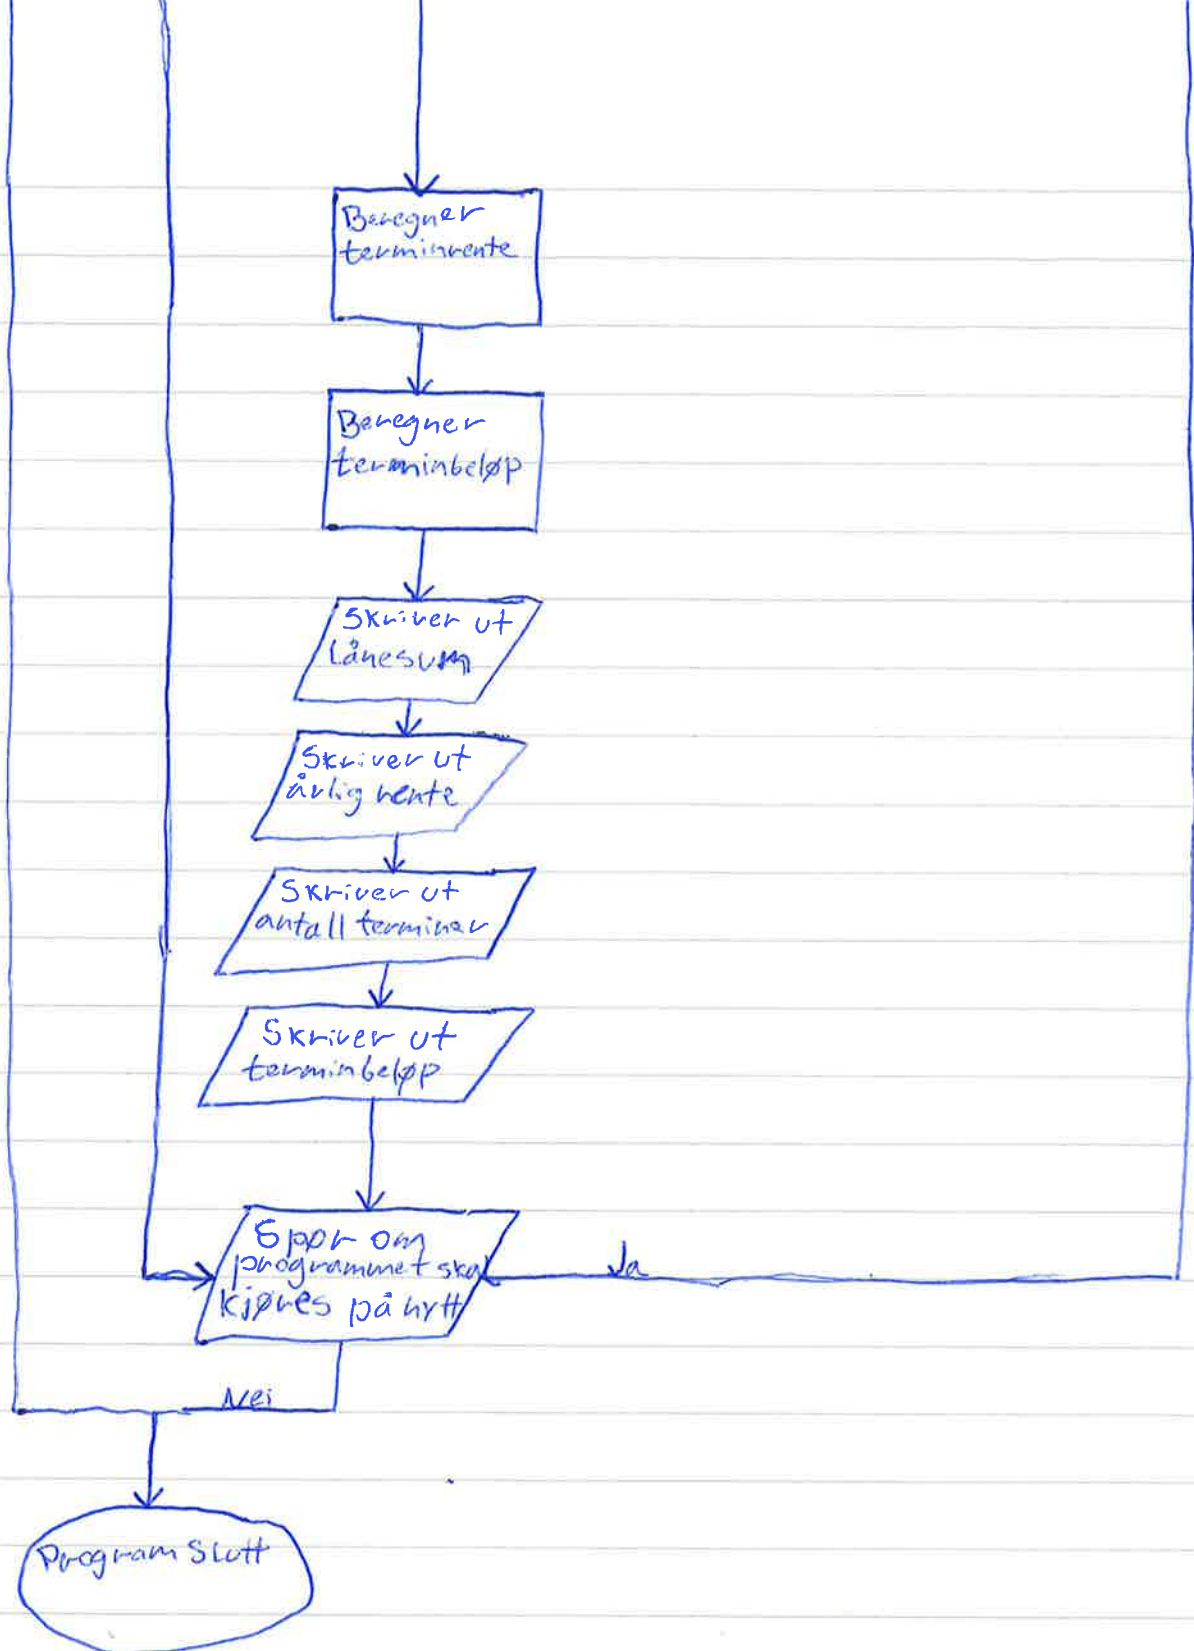 Beregner
terminrente
Beregner
terminbeløp
Skriver ut
Lånesum
Skriver ut
årlig rente
Skriver ut
antall terminer
Skriver ut
terminbeløp
Spør om
programmet skal
kjøres på nytt
Ja
Nei
Program Slutt